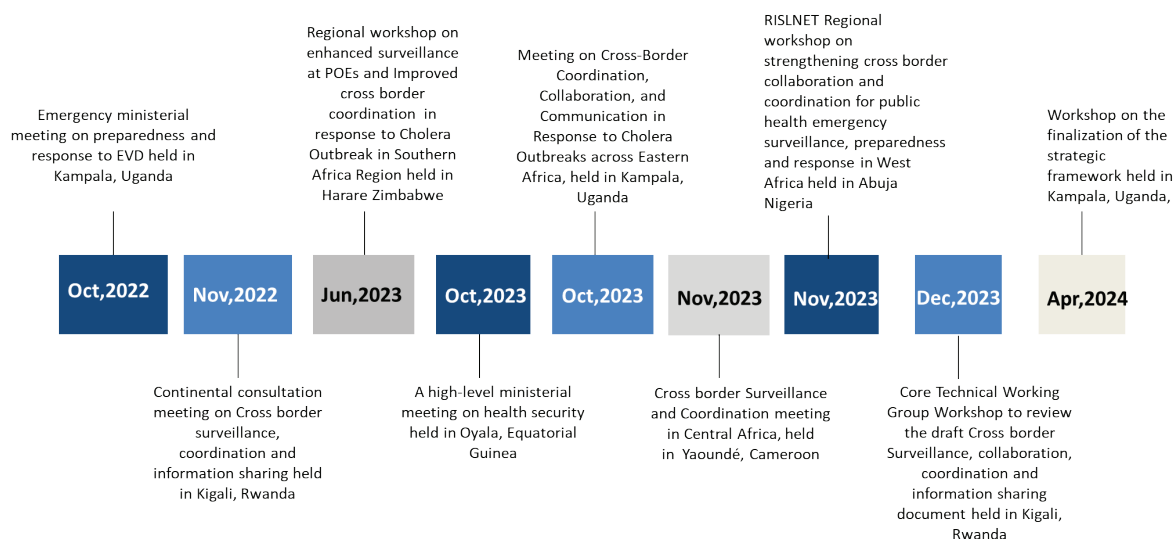 Emergency ministerial
meeting on preparedness and
response to EVD held in
Kampala, Uganda
Regional workshop on
enhanced surveillance
at POEs and Improved
cross border
coordination in
response to Cholera
Outbreak in Southern
Africa Region held in
Harare Zimbabwe
Meeting on Cross-Border
Coordination,
Collaboration, and
Communication in
Response to Cholera
Outbreaks across Eastern
Africa, held in Kampala,
Uganda
RISLNET Regional
workshop on
strengthening cross border
collaboration and
coordination for public
health emergency
surveillance, preparedness
and response in West
Africa held in Abuja
Nigeria
Workshop on the
finalization of the
strategic
framework held in
Kampala, Uganda,
Oct,2022
Nov,2022
Jun,2023
Oct,2023
Oct,2023
Nov,2023
Nov,2023
Dec,2023
Apr,2024
Continental consultation
meeting on Cross border
surveillance,
coordination and
information sharing held
in Kigali, Rwanda
A high-level ministerial
meeting on health security
held in Oyala, Equatorial
Guinea
Cross border Surveillance
and Coordination meeting
in Central Africa, held
in Yaoundé, Cameroon
Core Technical Working
Group Workshop to review
the draft Cross border
Surveillance, collaboration,
coordination and
information sharing
document held in Kigali,
Rwanda